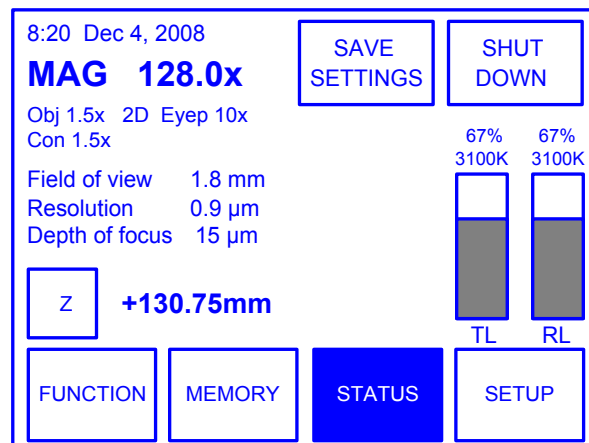 8:20 Dec 4, 2008
MAG 128.0x
SAVE
SETTINGS
SHUT
DOWN
Obj 1.5x 2D Eyep 10x
Con 1.5x
67% 67%
3100K 3100K
Field of view 1.8 mm
Resolution 0.9 µm
Depth of focus 15 µm
Z +130.75mm
TL RL
FUNCTION MEMORY STATUS SETUP